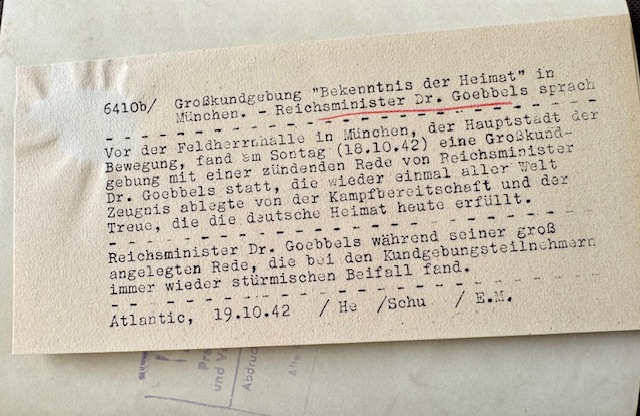 6410b/ Großkundgebung "Bekenntnis der Heimat" in
München. - Reichsminister Dr. Goebbels sprach
Vor der Feldherrnhalle in München, der Hauptstadt der
Bewegung, fand am Sontag (18.10.42) eine Großkund-
gebung mit einer zündenden Rede von Reichsminister
Dr. Goebbels statt, die wieder einmal aller Welt
Zeugnis ablegte von der Kampfbereitschaft und der
Treue, die die deutsche Heimat heute erfüllt.
Reichsminister Dr. Goebbels während seiner groß
angelegten Rede, die bei den Kundgebungsteilnehmern
immer wieder stürmischen Beifall fand.
Atlantic, 19.10.42 / He /Schu / E.M.
und V
Abdruc
Alle